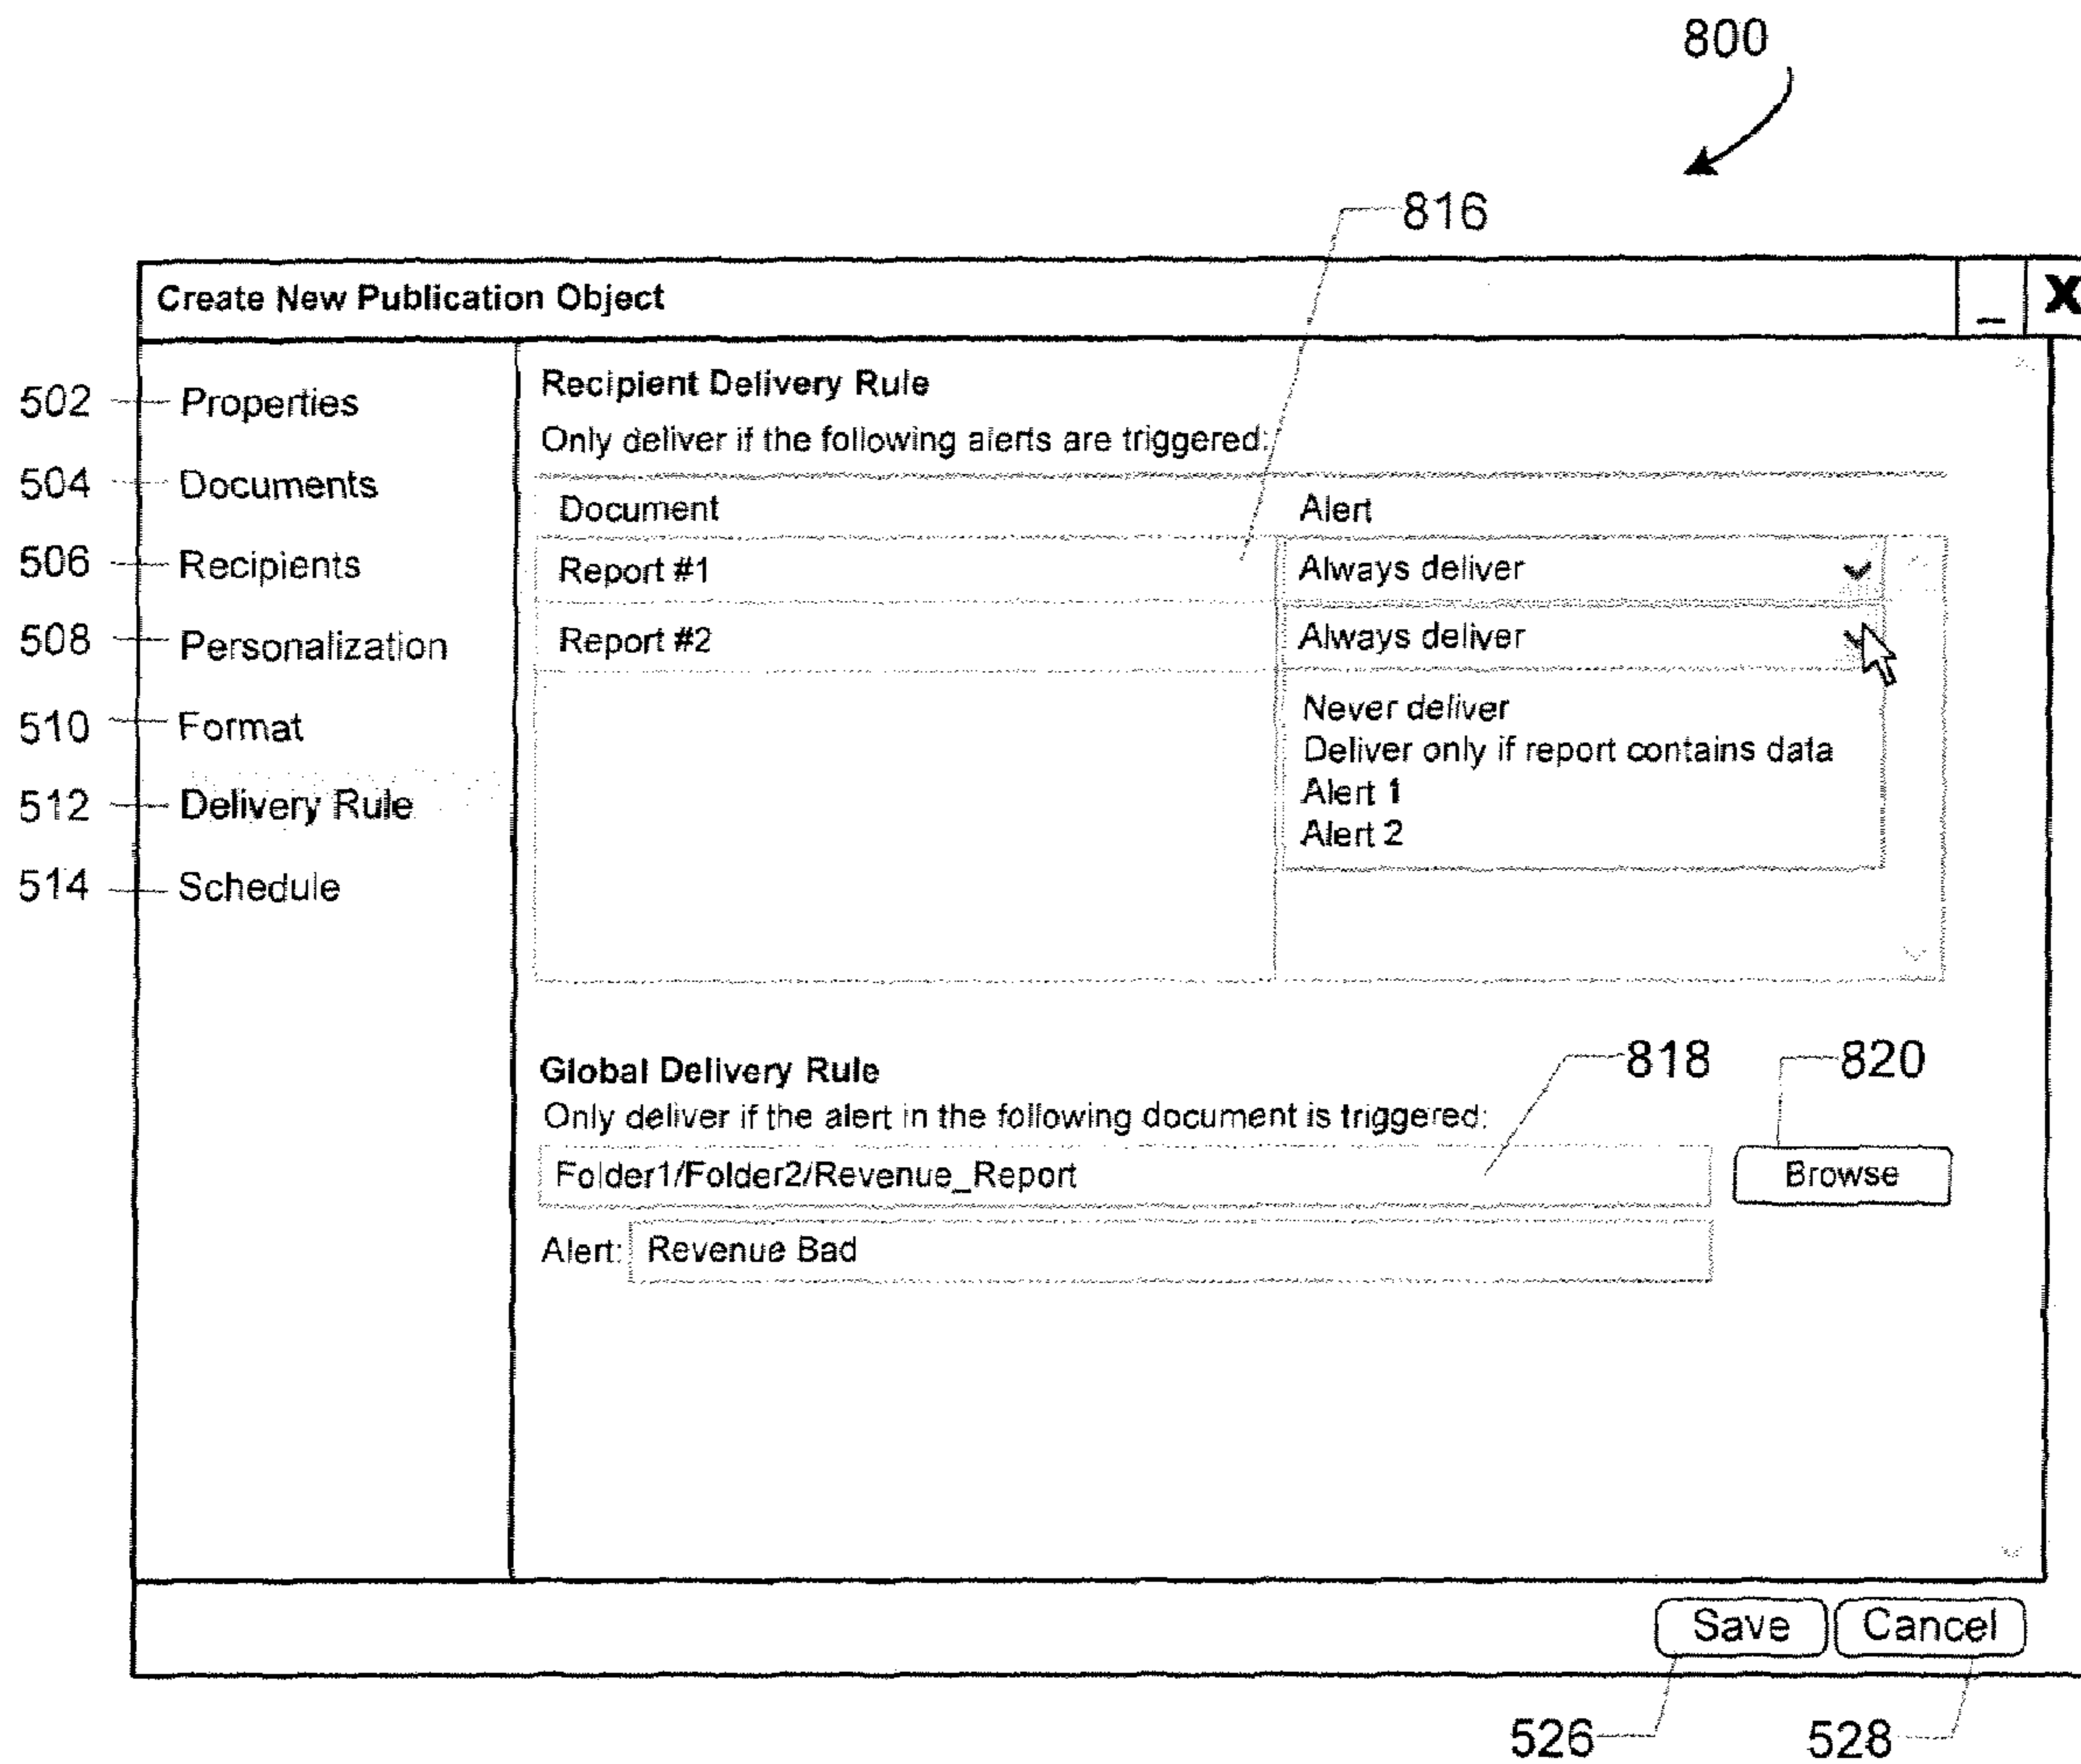 800
816
Create New Publication Object _ X
502 Properties
504 Documents
506 Recipients
508 Personalization
510 Format
512 Delivery Rule
514 Schedule
Recipient Delivery Rule
Only deliver if the following alerts are triggered:
Document Alert
Report #1 Always deliver
Report #2 Always deliver
Never deliver
Deliver only if report contains data
Alert 1
Alert 2
Global Delivery Rule 818 820
Only deliver if the alert in the following document is triggered:
Folder1/Folder2/Revenue_Report Browse
Alert: Revenue Bad
Save Cancel
526 528